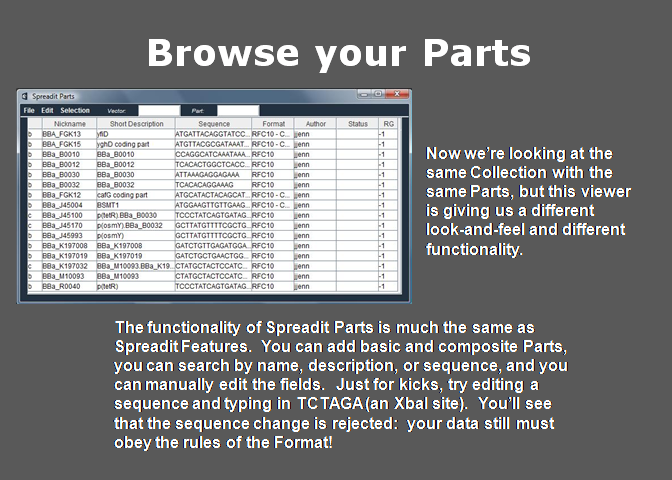 Browse your Parts
Spreadit Parts
File Edit Selection Vector: Part:
Nickname Short Description Sequence Format Author Status RG
b BBA_FGK13 yfiD ATGATTACAGGTATCC... RFC10 - C... jjenn -1
b BBA_FGK15 yghD coding part ATGTTACGCGATAAAT... RFC10 - C... jjenn -1
b BBa_B0010 BBa_B0010 CCAGGCATCAAATAAA... RFC10 jjenn -1
b BBa_B0012 BBa_B0012 TCACACTGGCTCACC... RFC10 jjenn -1
b BBa_B0030 BBa_B0030 ATTAAAGAGGAGAAA RFC10 jjenn -1
b BBa_B0032 BBa_B0032 TCACACAGGAAAG RFC10 jjenn -1
b BBa_FGK12 cafG coding part ATGCATACTACAGCAT... RFC10 - C... jjenn -1
b BBa_J45004 BSMT1 ATGGAAGTTGTTGAAG... RFC10 - C... jjenn -1
c BBa_J45100 p(tetR).BBa_B0030 TCCCTATCAGTGATAG... RFC10 jjenn -1
c BBa_J45170 p(osmY).BBa_B0032 GCTTATGTTTTCGCTG... RFC10 jjenn -1
b BBa_J45993 p(osmY) GCTTATGTTTTCGCTG... RFC10 jjenn -1
b BBa_K197008 BBa_K197008 GATCTGTTGAGATGGA... RFC10 jjenn -1
b BBa_K197019 BBa_K197019 GATCTGCTGAACTGG... RFC10 jjenn -1
c BBa_K197032 BBa_M10093.BBa_K19... CTATGCTACTCCATC... RFC10 jjenn -1
b BBa_M10093 BBa_M10093 CTATGCTACTCCATC... RFC10 jjenn -1
b BBa_R0040 p(tetR) TCCCTATCAGTGATAG... RFC10 jjenn -1
Now we're looking at the
same Collection with the
same Parts, but this viewer
is giving us a different
look-and-feel and different
functionality.
The functionality of Spreadit Parts is much the same as
Spreadit Features. You can add basic and composite Parts,
you can search by name, description, or sequence, and you
can manually edit the fields. Just for kicks, try editing a
sequence and typing in TCTAGA (an XbaI site). You'll see
that the sequence change is rejected: your data still must
obey the rules of the Format!